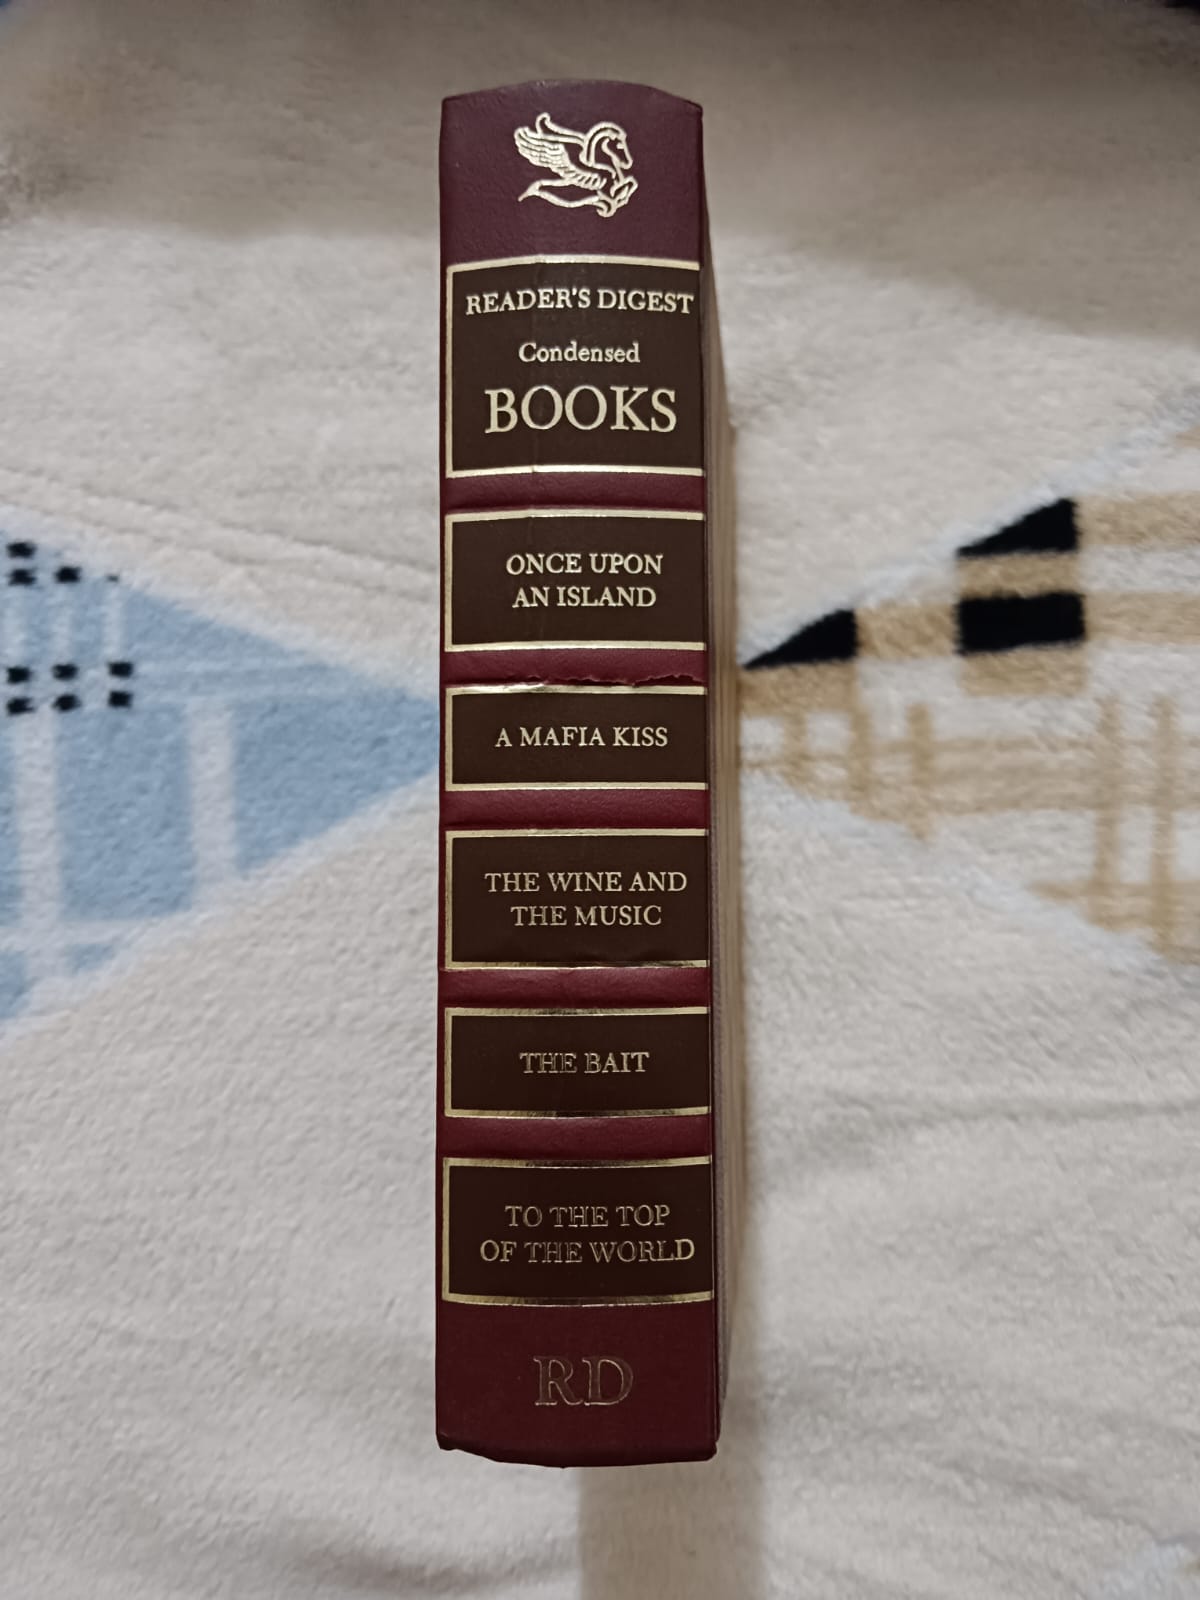 READER'S DIGEST
Condensed
BOOKS
ONCE UPON
AN ISLAND
A MAFIA KISS
THE WINE AND
THE MUSIC
THE BAIT
TO THE TOP
OF THE WORLD
RD